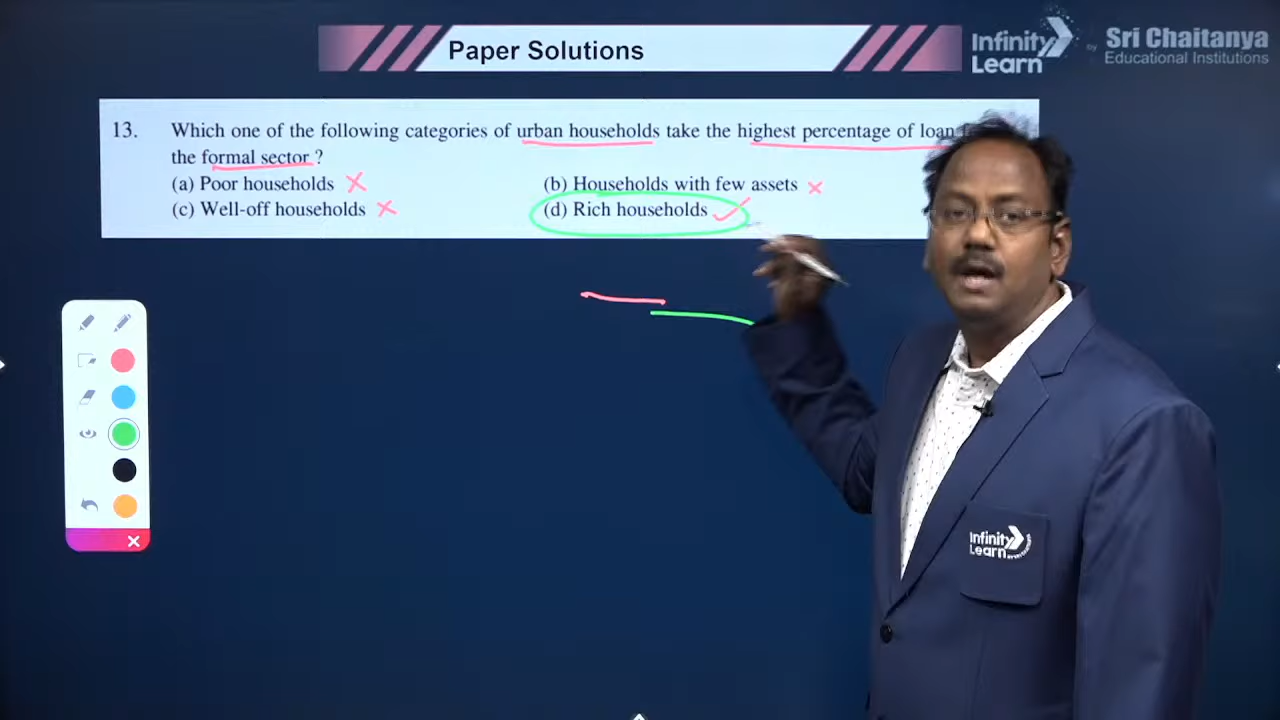 Paper Solutions
Infinity Learn by Sri Chaitanya Educational Institutions
13. Which one of the following categories of urban households take the highest percentage of loan
the formal sector ?
(a) Poor households (b) Households with few assets
(c) Well-off households (d) Rich households
Infinity Learn